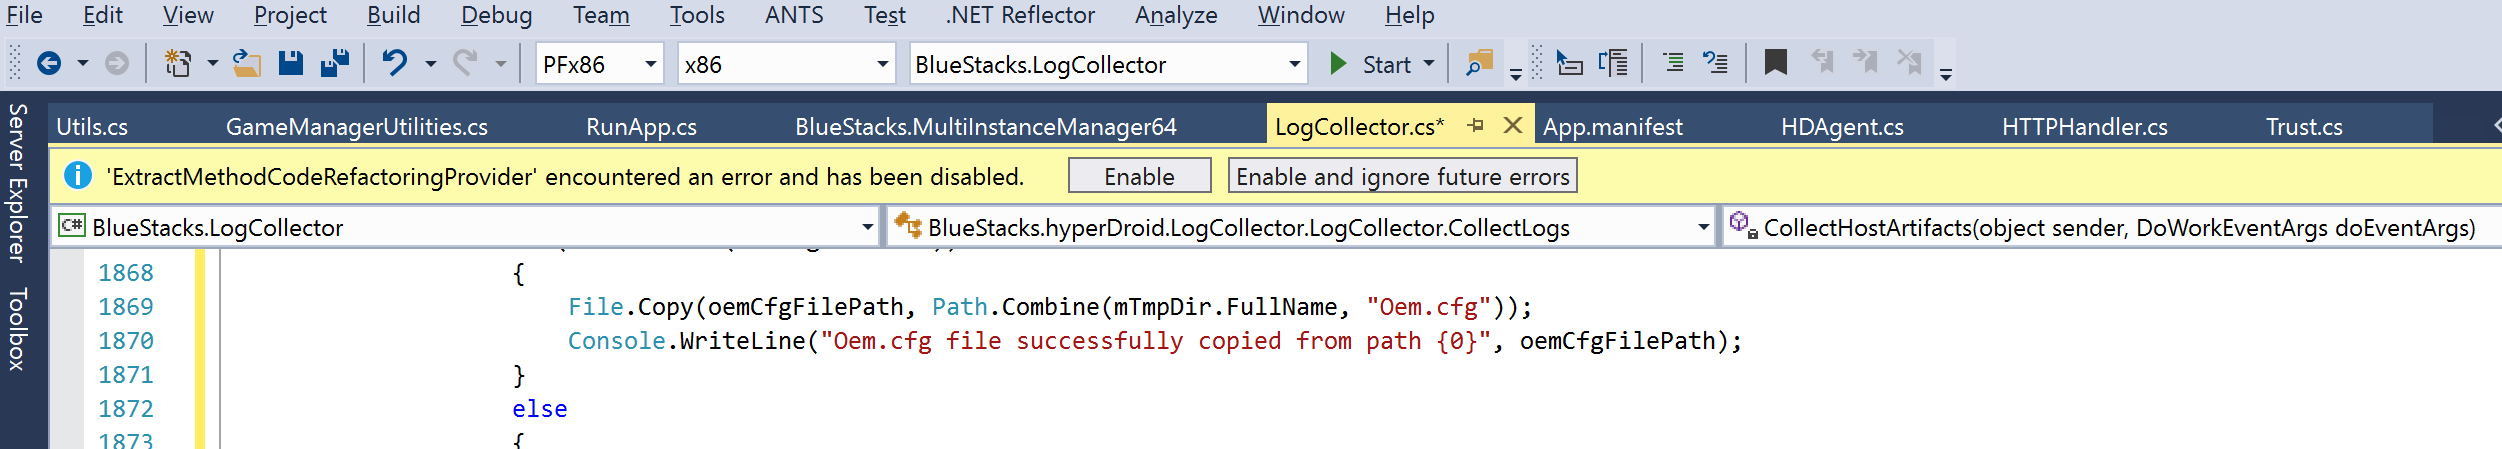 File Edit View Project Build Debug Team Tools ANTS Test .NET Reflector Analyze Window Help
PFx86 x86 BlueStacks.LogCollector Start
Server Explorer
Toolbox
Utils.cs GameManagerUtilities.cs RunApp.cs BlueStacks.MultiInstanceManager64 LogCollector.cs* App.manifest HDAgent.cs HTTPHandler.cs Trust.cs
'ExtractMethodCodeRefactoringProvider' encountered an error and has been disabled. Enable Enable and ignore future errors
C# BlueStacks.LogCollector BlueStacks.hyperDroid.LogCollector.LogCollector.CollectLogs CollectHostArtifacts(object sender, DoWorkEventArgs doEventArgs)
1868 {
1869 File.Copy(oemCfgFilePath, Path.Combine(mTmpDir.FullName, "Oem.cfg"));
1870 Console.WriteLine("Oem.cfg file successfully copied from path {0}", oemCfgFilePath);
1871 }
1872 else
1873 {